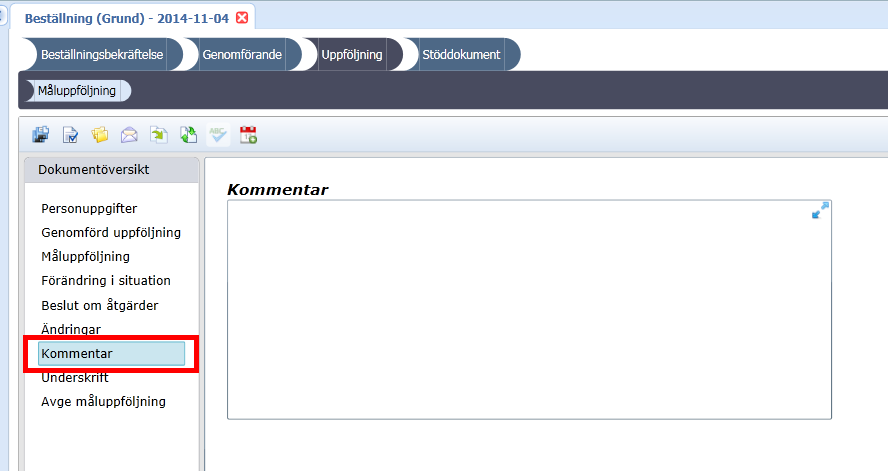 Beställning (Grund) - 2014-11-04
Beställningsbekräftelse Genomförande Uppföljning Stöddokument
Måluppföljning
ABC
Dokumentöversikt
Kommentar
Personuppgifter
Genomförd uppföljning
Måluppföljning
Förändring i situation
Beslut om åtgärder
Ändringar
Kommentar
Underskrift
Avge måluppföljning